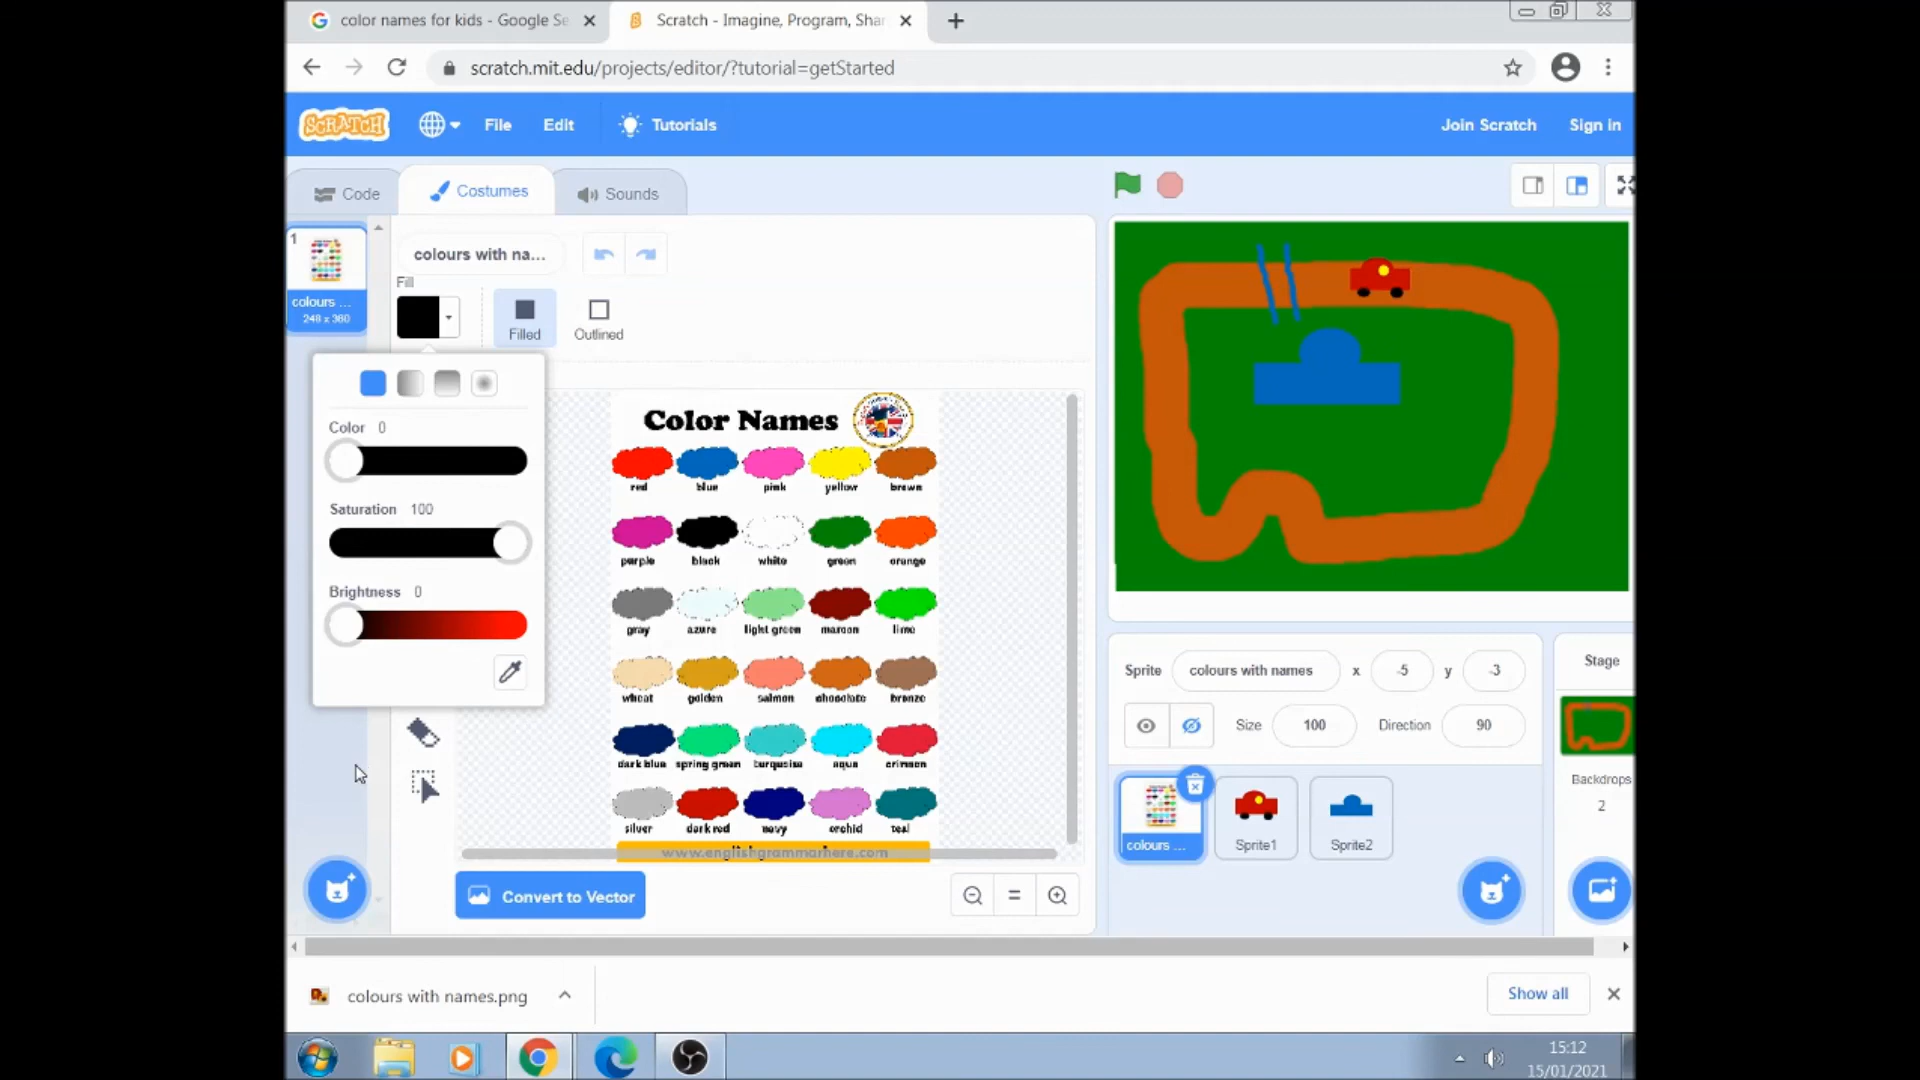 color names for kids - Google Se
Scratch - Imagine, Program, Shar
scratch.mit.edu/projects/editor/?tutorial=getStarted
SCRATCH
File
Edit
Tutorials
Join Scratch
Sign in
Code
Costumes
Sounds
1
colours ...
248 x 360
colours with na...
Fill
Filled
Outlined
Color 0
Saturation 100
Brightness 0
Color Names
red blue pink yellow brown
purple black white green orange
gray azure light green maroon lime
wheat golden salmon chocolate bronze
dark blue spring green turquoise aqua crimson
silver dark red navy orchid teal
www.englishgrammarhere.com
Convert to Vector
Sprite colours with names x -5 y -3
Size 100 Direction 90
colours ...
Sprite1
Sprite2
Stage
Backdrops
2
colours with names.png
Show all
15:12
15/01/2021